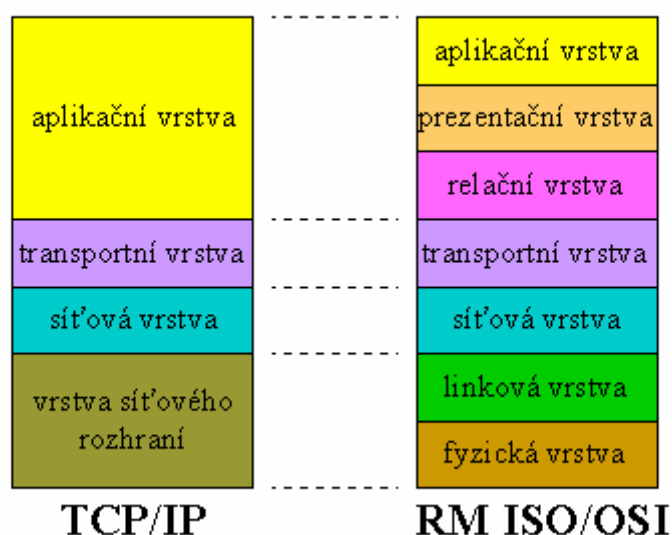 aplikační vrstva
transportní vrstva
síťová vrstva
vrstva síťového
rozhraní
TCP/IP
aplikační vrstva
prezentační vrstva
relační vrstva
transportní vrstva
síťová vrstva
linková vrstva
fyzická vrstva
RM ISO/OSI